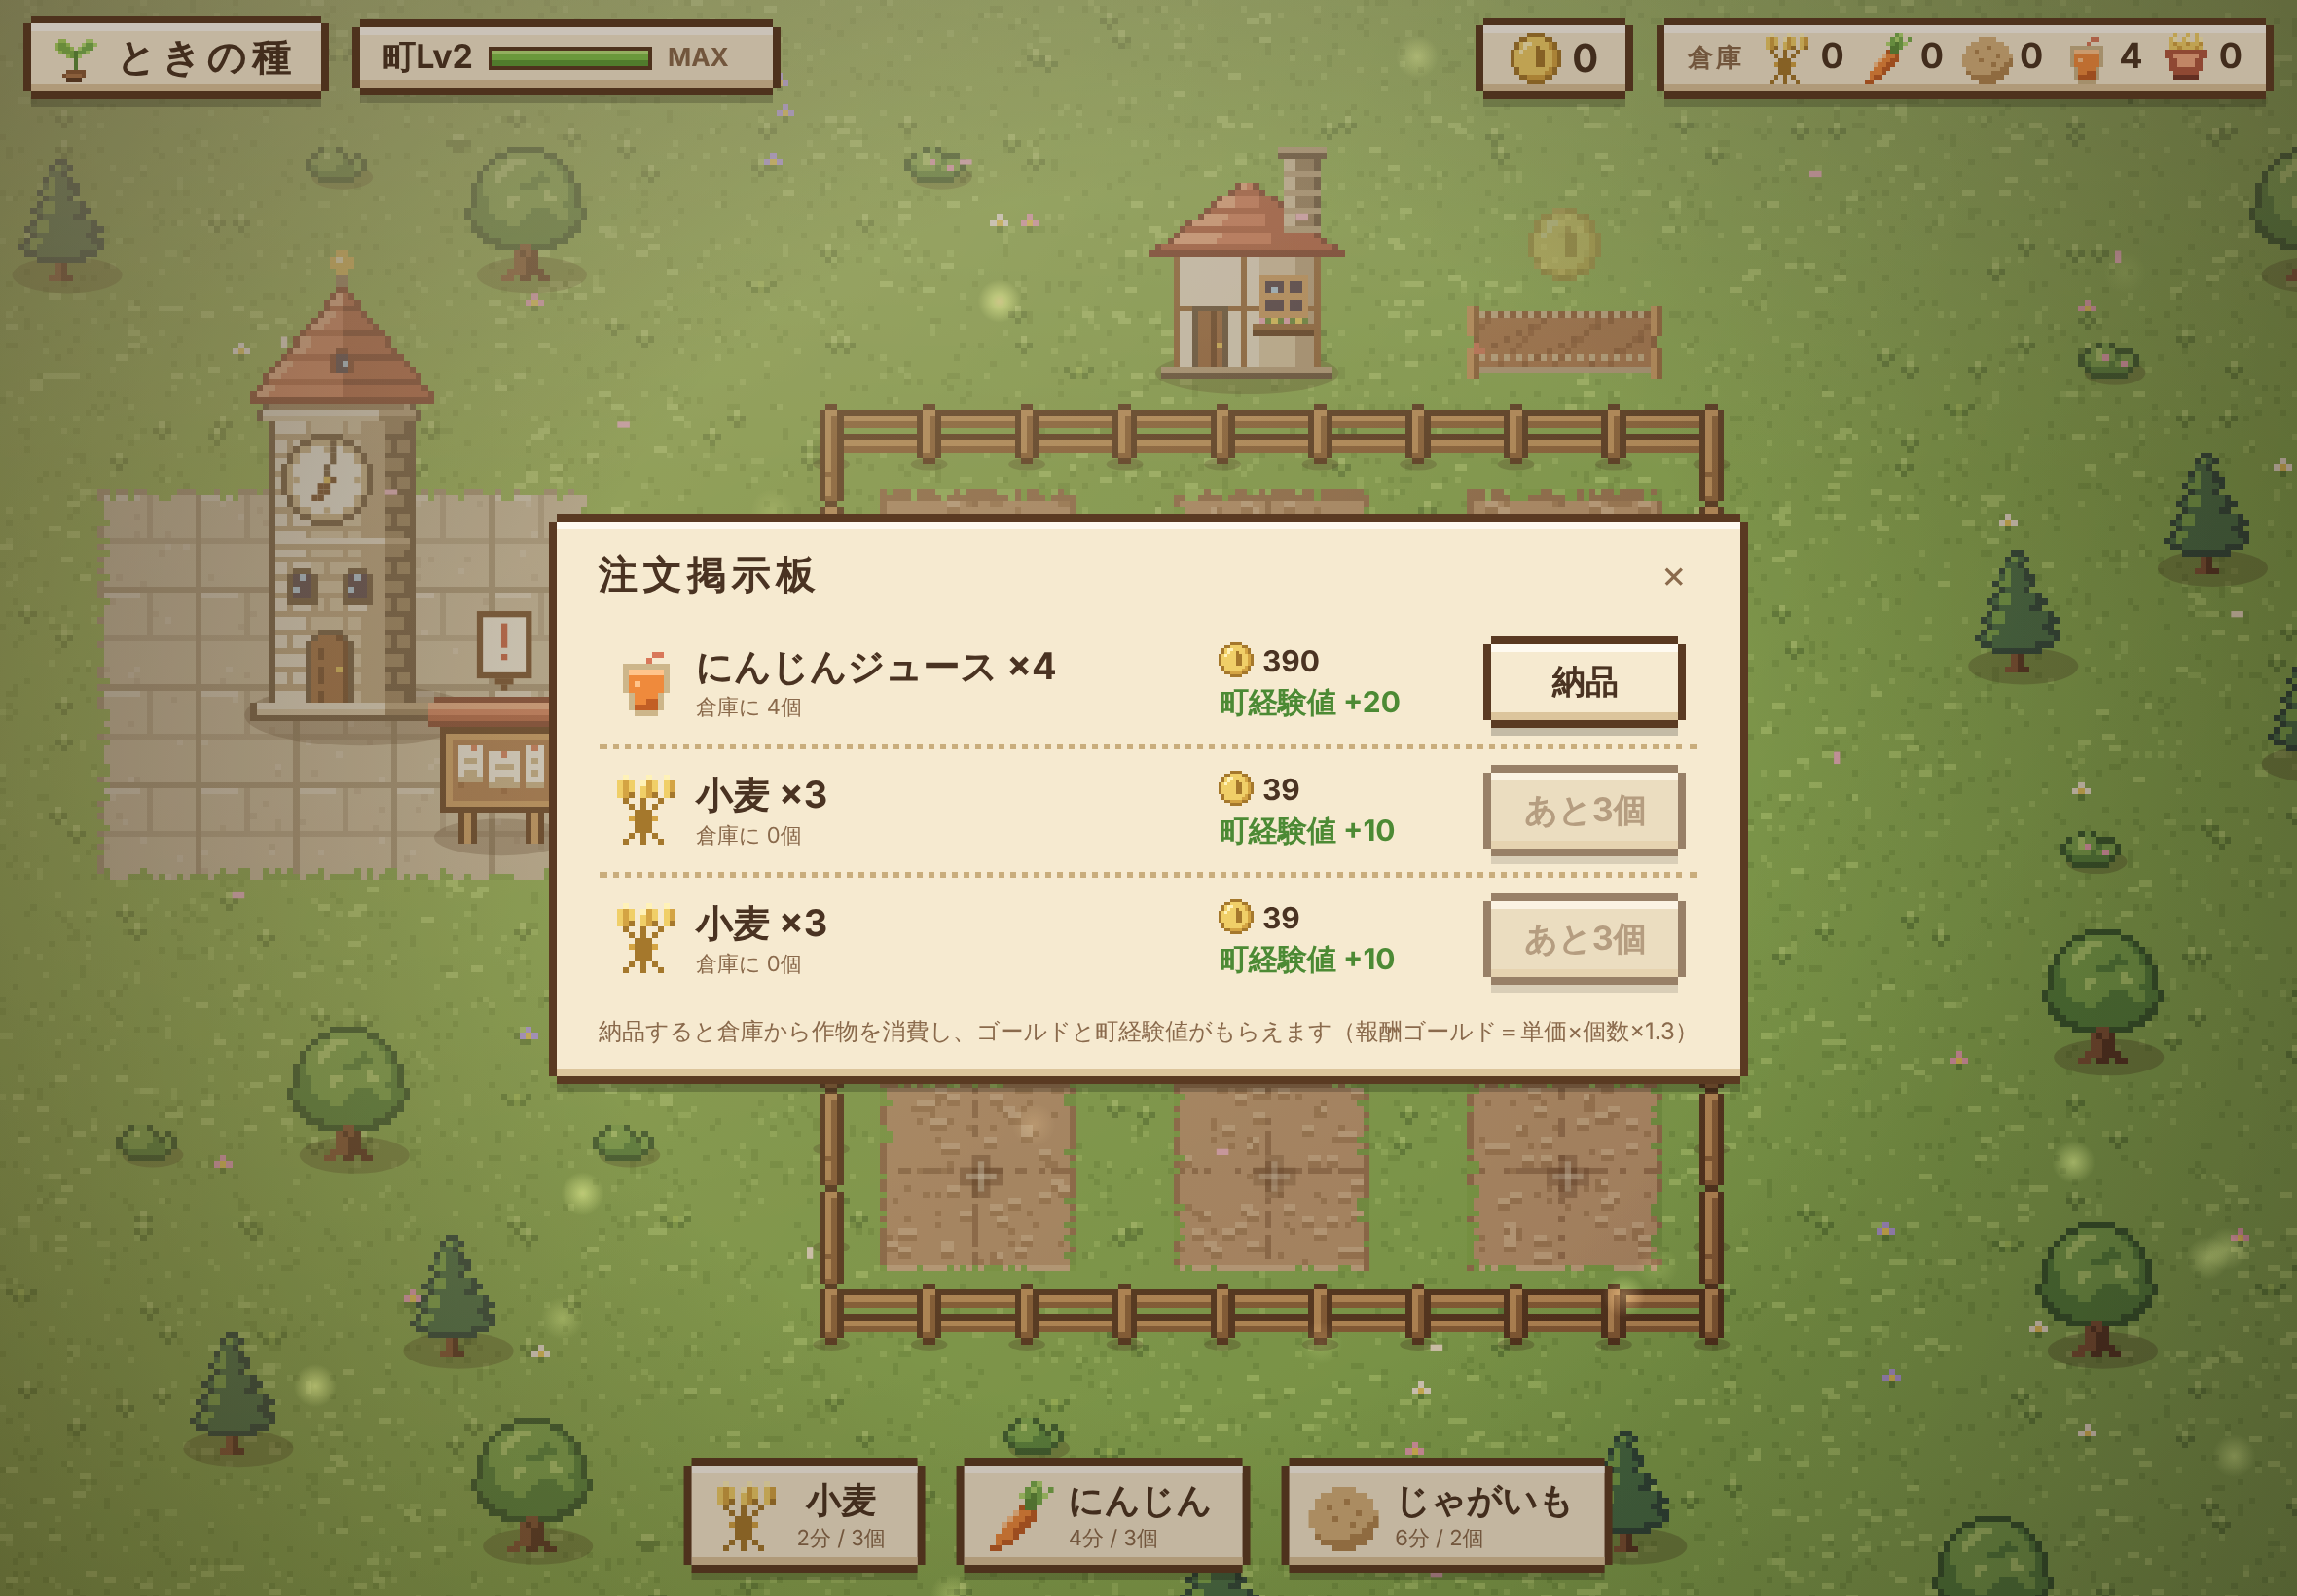 ときの種
町Lv2 MAX
0
倉庫 0 0 0 4 0
!
注文掲示板
×
にんじんジュース ×4
倉庫に 4個
390
町経験値 +20
納品
小麦 ×3
倉庫に 0個
39
町経験値 +10
あと3個
小麦 ×3
倉庫に 0個
39
町経験値 +10
あと3個
納品すると倉庫から作物を消費し、ゴールドと町経験値がもらえます（報酬ゴールド＝単価×個数×1.3）
小麦
2分 / 3個
にんじん
4分 / 3個
じゃがいも
6分 / 2個